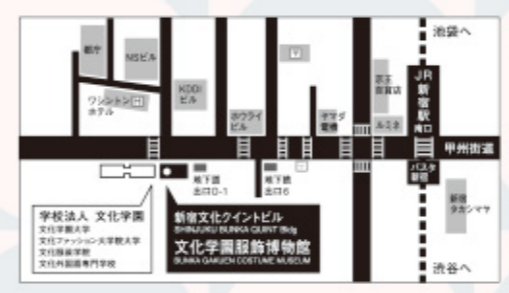 池袋へ
都庁
NSビル
ワシントン
ホテル
KDDI
ビル
ホウライ
ビル
ヤマダ
電機
京王
百貨店
ルミネ
JR
新宿駅
南口
甲州街道
バスタ
新宿
地下道
出口0-1
地下鉄
出口6
新宿
タカシマヤ
渋谷へ
学校法人 文化学園
文化学園大学
文化ファッション大学院大学
文化服装学院
文化外国語専門学校
新宿文化クイントビル
SHINJUKU BUNKA QUINT Bldg
文化学園服飾博物館
BUNKA GAKUEN COSTUME MUSEUM